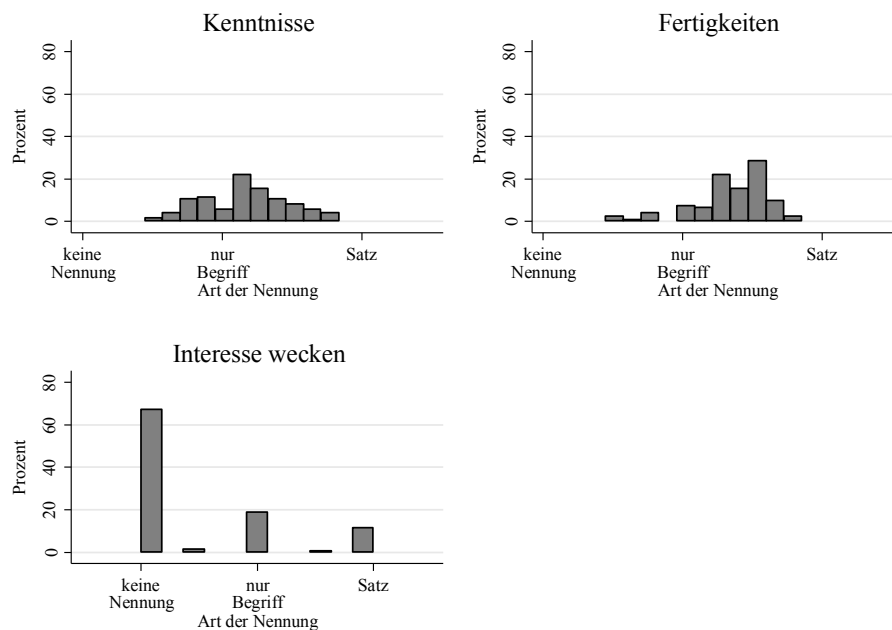 Kenntnisse
80
60
40
20
0
Prozent
keine
Nennung
nur
Begriff
Satz
Art der Nennung
Fertigkeiten
80
60
40
20
0
Prozent
keine
Nennung
nur
Begriff
Satz
Art der Nennung
Interesse wecken
80
60
40
20
0
Prozent
keine
Nennung
nur
Begriff
Satz
Art der Nennung